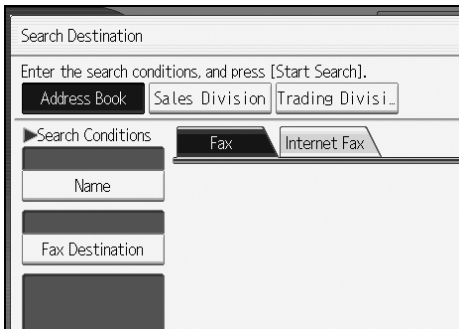 Search Destination
Enter the search conditions, and press [Start Search].
Address Book Sales Division Trading Divisi...
▶Search Conditions
Fax Internet Fax
Name
Fax Destination